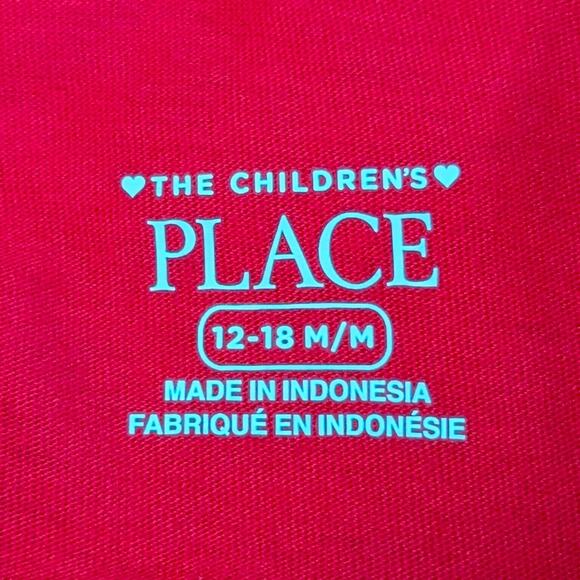 ♥THE CHILDREN'S♥
PLACE
12-18 M/M
MADE IN INDONESIA
FABRIQUÉ EN INDONÉSIE